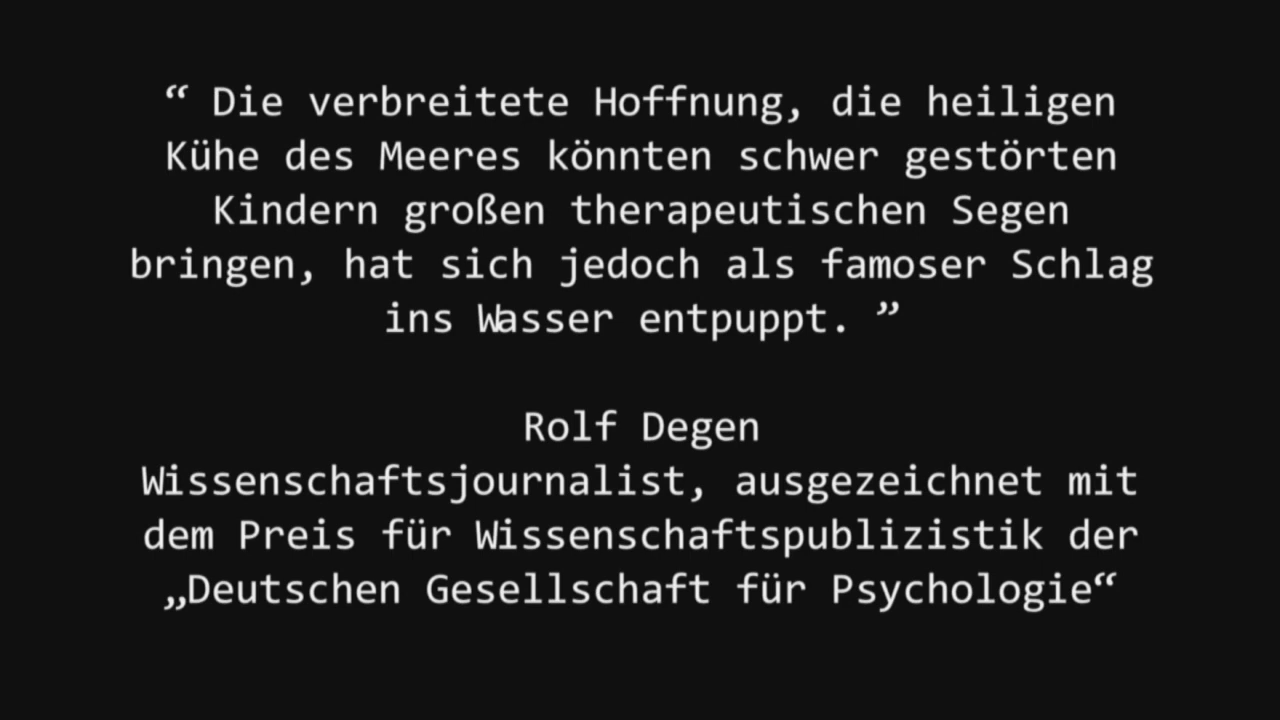 “ Die verbreitete Hoffnung, die heiligen
Kühe des Meeres könnten schwer gestörten
Kindern großen therapeutischen Segen
bringen, hat sich jedoch als famoser Schlag
ins Wasser entpuppt. ”
Rolf Degen
Wissenschaftsjournalist, ausgezeichnet mit
dem Preis für Wissenschaftspublizistik der
„Deutschen Gesellschaft für Psychologie“